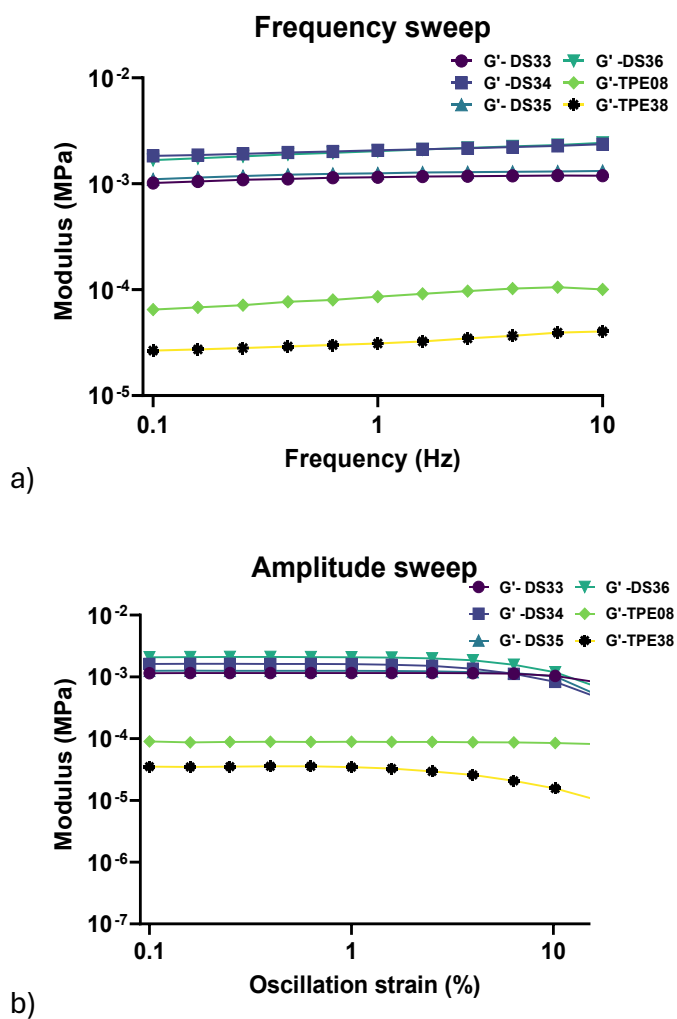 Frequency sweep
G'- DS33 G' -DS36
G' -DS34 G'-TPE08
G'- DS35 G'-TPE38
10-2
10-3
10-4
10-5
Modulus (MPa)
0.1 1 10
Frequency (Hz)
a)
Amplitude sweep
G'- DS33 G' -DS36
G' -DS34 G'-TPE08
G'- DS35 G'-TPE38
10-2
10-3
10-4
10-5
10-6
10-7
Modulus (MPa)
0.1 1 10
Oscillation strain (%)
b)